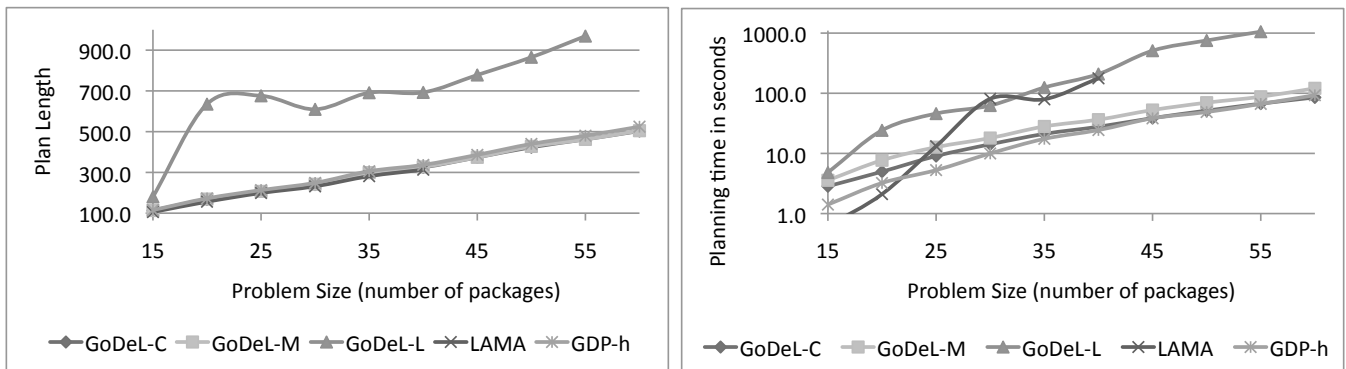 900.0
700.0
500.0
300.0
100.0
Plan Length
15 25 35 45 55
Problem Size (number of packages)
GoDeL-C GoDeL-M GoDeL-L LAMA GDP-h
1000.0
100.0
10.0
1.0
Planning time in seconds
15 25 35 45 55
Problem Size (number of packages)
GoDeL-C GoDeL-M GoDeL-L LAMA GDP-h